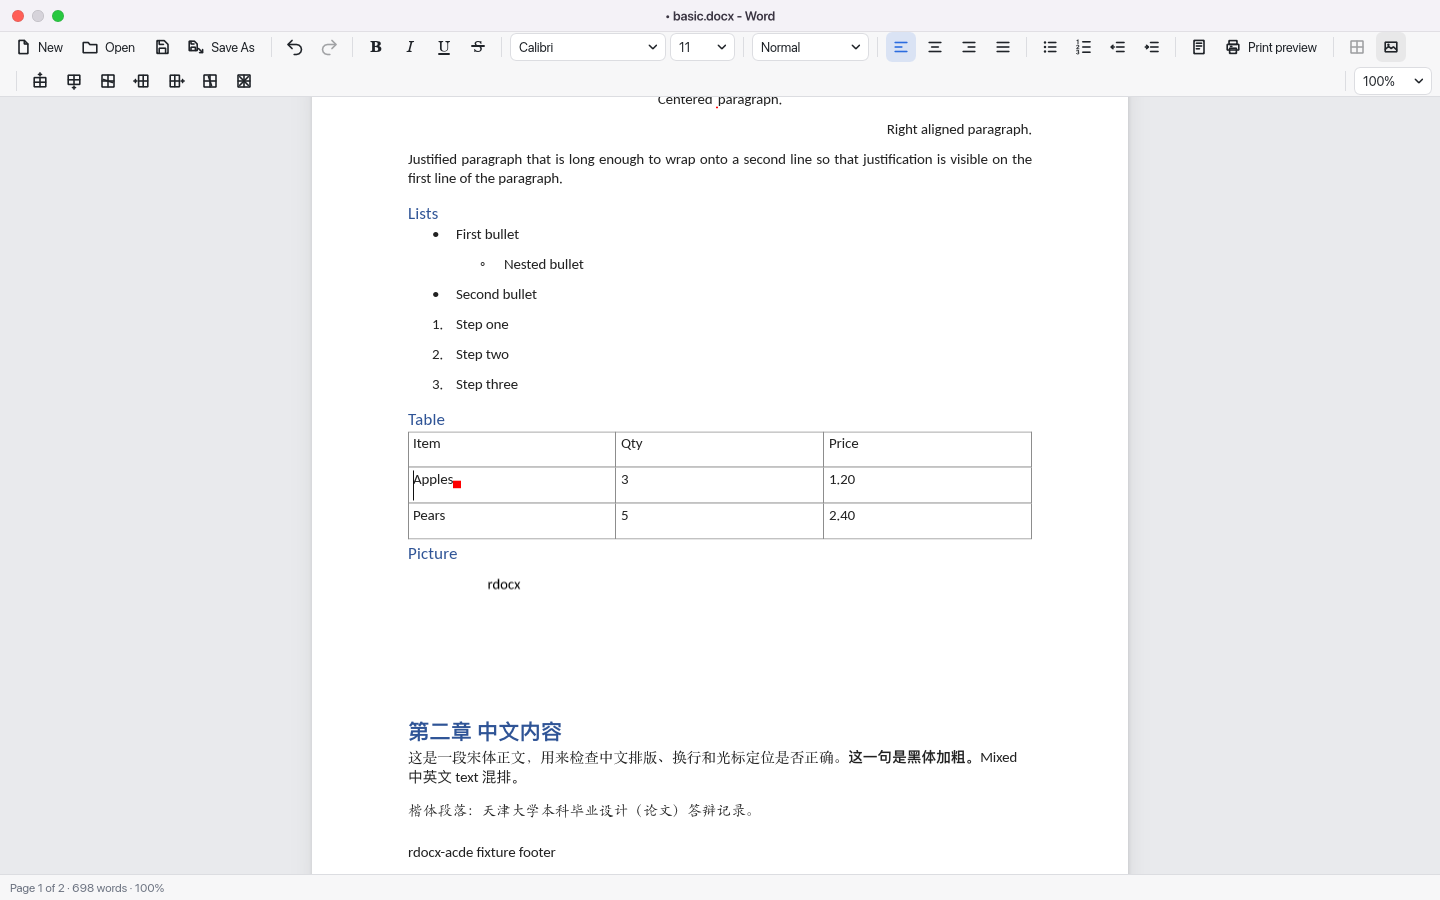 • basic.docx - Word
New Open Save As B I U S Calibri 11 Normal Print preview
100%
Centered paragraph.
Right aligned paragraph.
Justified paragraph that is long enough to wrap onto a second line so that justification is visible on the
first line of the paragraph.
Lists
• First bullet
◦ Nested bullet
• Second bullet
1. Step one
2. Step two
3. Step three
Table
Item Qty Price
Apples 3 1.20
Pears 5 2.40
Picture
rdocx
第二章 中文内容
这是一段宋体正文，用来检查中文排版、换行和光标定位是否正确。这一句是黑体加粗。Mixed
中英文 text 混排。
楷体段落：天津大学本科毕业设计（论文）答辩记录。
rdocx-acde fixture footer
Page 1 of 2 · 698 words · 100%